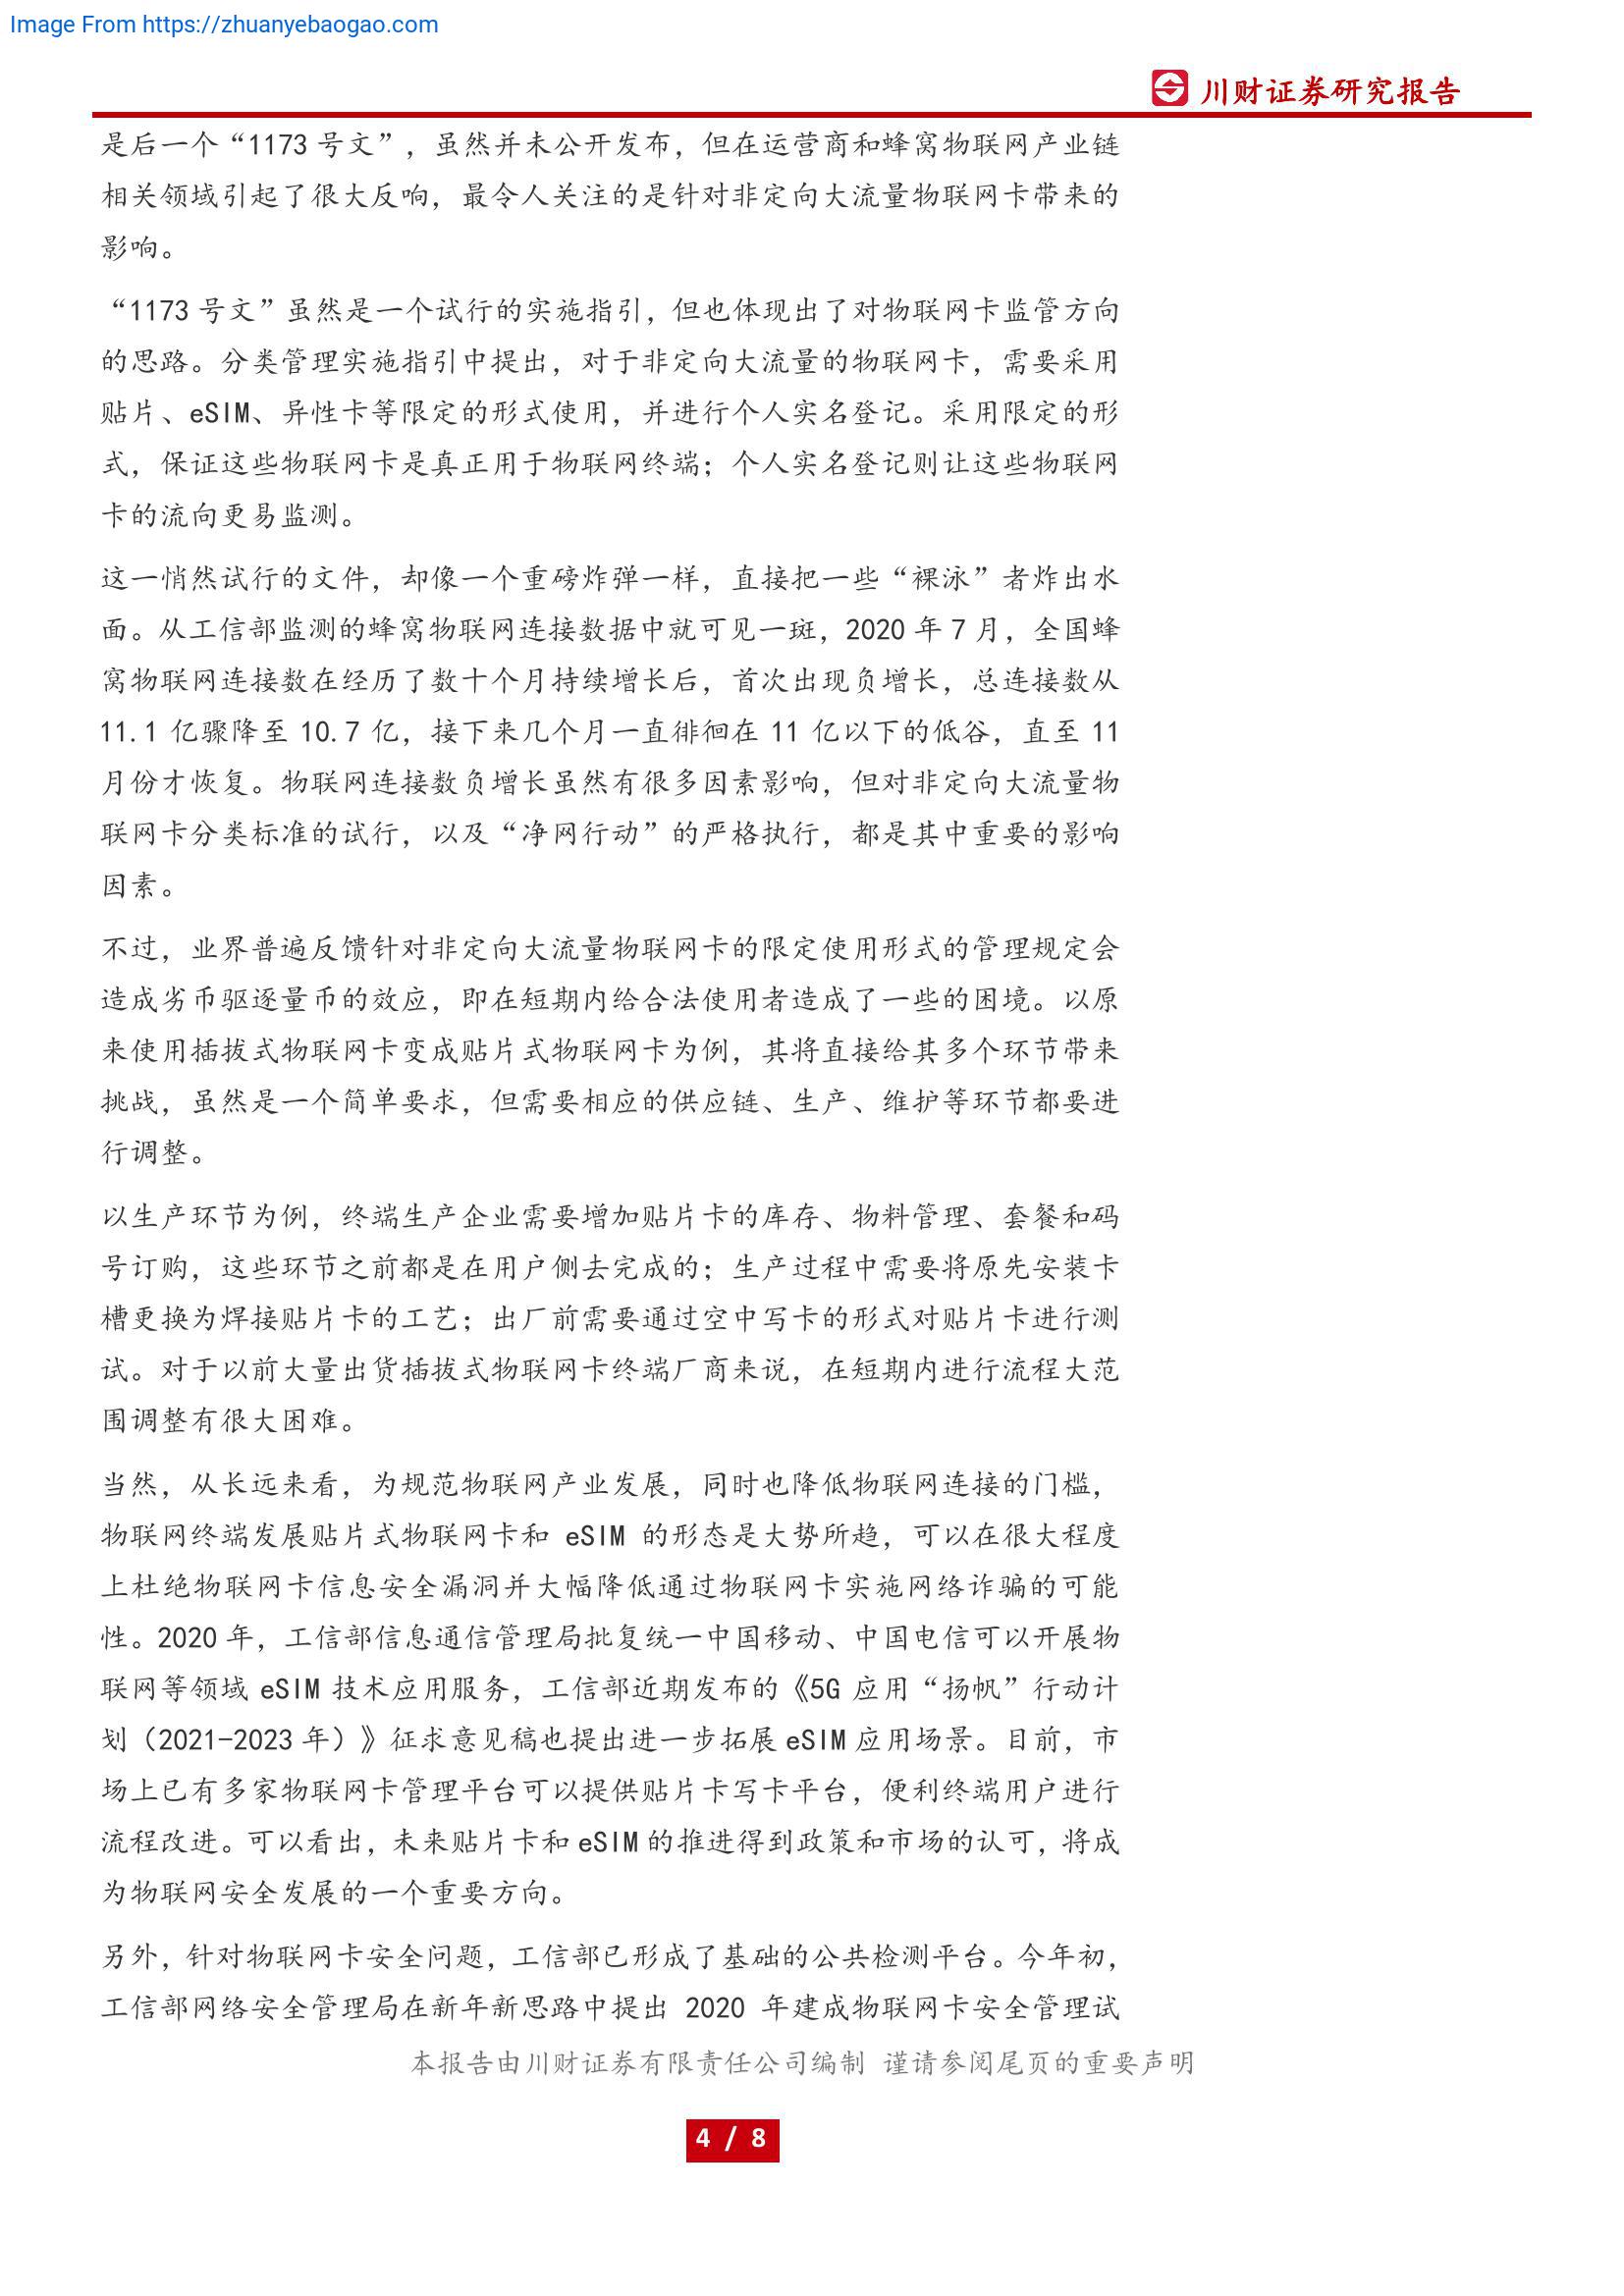 Image From https://zhuanyebaogao.com
川财证券研究报告
是后一个“1173 号文”，虽然并未公开发布，但在运营商和蜂窝物联网产业链
相关领域引起了很大反响，最令人关注的是针对非定向大流量物联网卡带来的
影响。
“1173 号文”虽然是一个试行的实施指引，但也体现出了对物联网卡监管方向
的思路。分类管理实施指引中提出，对于非定向大流量的物联网卡，需要采用
贴片、eSIM、异性卡等限定的形式使用，并进行个人实名登记。采用限定的形
式，保证这些物联网卡是真正用于物联网终端；个人实名登记则让这些物联网
卡的流向更易监测。
这一悄然试行的文件，却像一个重磅炸弹一样，直接把一些“裸泳”者炸出水
面。从工信部监测的蜂窝物联网连接数据中就可见一斑，2020 年 7 月，全国蜂
窝物联网连接数在经历了数十个月持续增长后，首次出现负增长，总连接数从
11.1 亿骤降至 10.7 亿，接下来几个月一直徘徊在 11 亿以下的低谷，直至 11
月份才恢复。物联网连接数负增长虽然有很多因素影响，但对非定向大流量物
联网卡分类标准的试行，以及“净网行动”的严格执行，都是其中重要的影响
因素。
不过，业界普遍反馈针对非定向大流量物联网卡的限定使用形式的管理规定会
造成劣币驱逐量币的效应，即在短期内给合法使用者造成了一些的困境。以原
来使用插拔式物联网卡变成贴片式物联网卡为例，其将直接给其多个环节带来
挑战，虽然是一个简单要求，但需要相应的供应链、生产、维护等环节都要进
行调整。
以生产环节为例，终端生产企业需要增加贴片卡的库存、物料管理、套餐和码
号订购，这些环节之前都是在用户侧去完成的；生产过程中需要将原先安装卡
槽更换为焊接贴片卡的工艺；出厂前需要通过空中写卡的形式对贴片卡进行测
试。对于以前大量出货插拔式物联网卡终端厂商来说，在短期内进行流程大范
围调整有很大困难。
当然，从长远来看，为规范物联网产业发展，同时也降低物联网连接的门槛，
物联网终端发展贴片式物联网卡和 eSIM 的形态是大势所趋，可以在很大程度
上杜绝物联网卡信息安全漏洞并大幅降低通过物联网卡实施网络诈骗的可能
性。2020 年，工信部信息通信管理局批复统一中国移动、中国电信可以开展物
联网等领域 eSIM 技术应用服务，工信部近期发布的《5G 应用“扬帆”行动计
划（2021-2023 年）》征求意见稿也提出进一步拓展 eSIM 应用场景。目前，市
场上已有多家物联网卡管理平台可以提供贴片卡写卡平台，便利终端用户进行
流程改进。可以看出，未来贴片卡和 eSIM 的推进得到政策和市场的认可，将成
为物联网安全发展的一个重要方向。
另外，针对物联网卡安全问题，工信部已形成了基础的公共检测平台。今年初，
工信部网络安全管理局在新年新思路中提出 2020 年建成物联网卡安全管理试
本报告由川财证券有限责任公司编制 谨请参阅尾页的重要声明
4 / 8